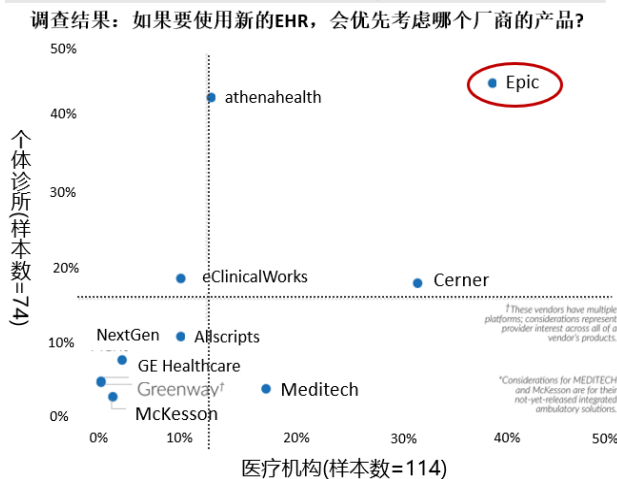 调查结果：如果要使用新的EHR，会优先考虑哪个厂商的产品?
50%
40%
30%
20%
10%
0%
个体诊所(样本数=74)
athenahealth
Epic
eClinicalWorks
Cerner
†These vendors have multiple
platforms; considerations represent
provider interest across all of a
vendor's products.
NextGen
Allscripts
GE Healthcare
Greenway†
Meditech
McKesson
*Considerations for MEDITECH
and McKesson are for their
not-yet-released integrated
ambulatory solutions.
0%
10%
20%
30%
40%
50%
医疗机构(样本数=114)